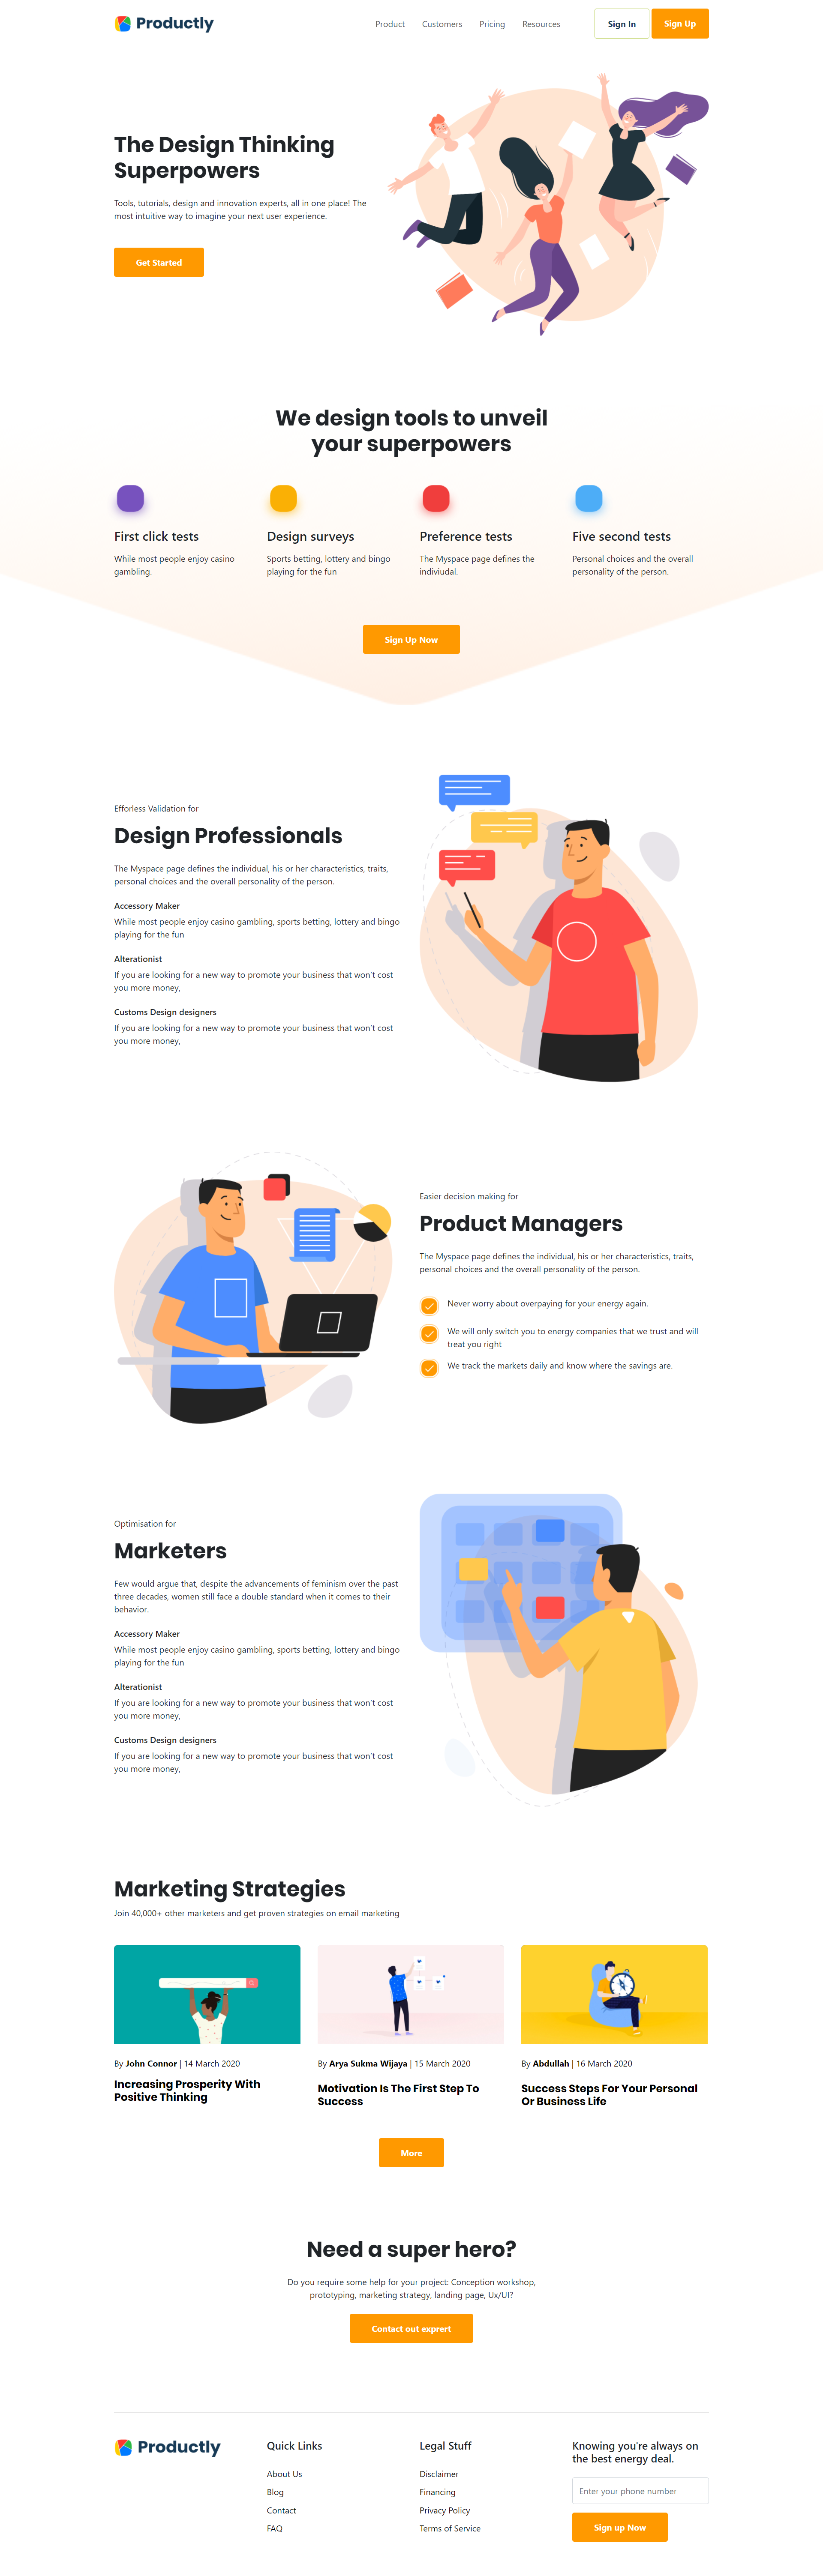 Productly
Product
Customers
Pricing
Resources
Sign In
Sign Up
The Design Thinking
Superpowers
Tools, tutorials, design and innovation experts, all in one place! The
most intuitive way to imagine your next user experience.
Get Started
We design tools to unveil
your superpowers
First click tests
While most people enjoy casino
gambling.
Design surveys
Sports betting, lottery and bingo
playing for the fun
Preference tests
The Myspace page defines the
indiviudal.
Five second tests
Personal choices and the overall
personality of the person.
Sign Up Now
Efforless Validation for
Design Professionals
The Myspace page defines the individual, his or her characteristics, traits,
personal choices and the overall personality of the person.
Accessory Maker
While most people enjoy casino gambling, sports betting, lottery and bingo
playing for the fun
Alterationist
If you are looking for a new way to promote your business that won't cost
you more money,
Customs Design designers
If you are looking for a new way to promote your business that won't cost
you more money,
Easier decision making for
Product Managers
The Myspace page defines the individual, his or her characteristics, traits,
personal choices and the overall personality of the person.
Never worry about overpaying for your energy again.
We will only switch you to energy companies that we trust and will
treat you right
We track the markets daily and know where the savings are.
Optimisation for
Marketers
Few would argue that, despite the advancements of feminism over the past
three decades, women still face a double standard when it comes to their
behavior.
Accessory Maker
While most people enjoy casino gambling, sports betting, lottery and bingo
playing for the fun
Alterationist
If you are looking for a new way to promote your business that won't cost
you more money,
Customs Design designers
If you are looking for a new way to promote your business that won't cost
you more money,
Marketing Strategies
Join 40,000+ other marketers and get proven strategies on email marketing
By John Connor | 14 March 2020
Increasing Prosperity With
Positive Thinking
By Arya Sukma Wijaya | 15 March 2020
Motivation Is The First Step To
Success
By Abdullah | 16 March 2020
Success Steps For Your Personal
Or Business Life
More
Need a super hero?
Do you require some help for your project: Conception workshop,
prototyping, marketing strategy, landing page, Ux/UI?
Contact out exprert
Productly
Quick Links
About Us
Blog
Contact
FAQ
Legal Stuff
Disclaimer
Financing
Privacy Policy
Terms of Service
Knowing you're always on
the best energy deal.
Enter your phone number
Sign up Now